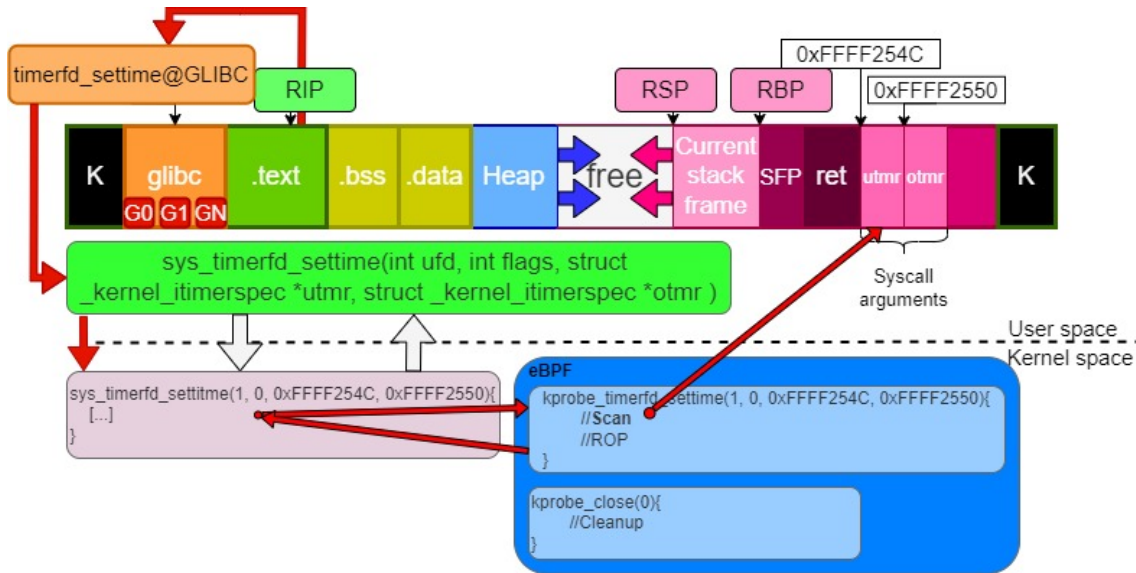 timerfd_settime@GLIBC
RIP
RSP
RBP
0xFFFF254C
0xFFFF2550
K
glibc
G0 G1 GN
.text
.bss
.data
Heap
free
Current
stack
frame
SFP
ret
utmr
otmr
K
sys_timerfd_settime(int ufd, int flags, struct
_kernel_itimerspec *utmr, struct _kernel_itimerspec *otmr )
Syscall
arguments
User space
Kernel space
sys_timerfd_settitme(1, 0, 0xFFFF254C, 0xFFFF2550){
[...]
}
eBPF
kprobe_timerfd_settime(1, 0, 0xFFFF254C, 0xFFFF2550){
//Scan
//ROP
}
kprobe_close(0){
//Cleanup
}